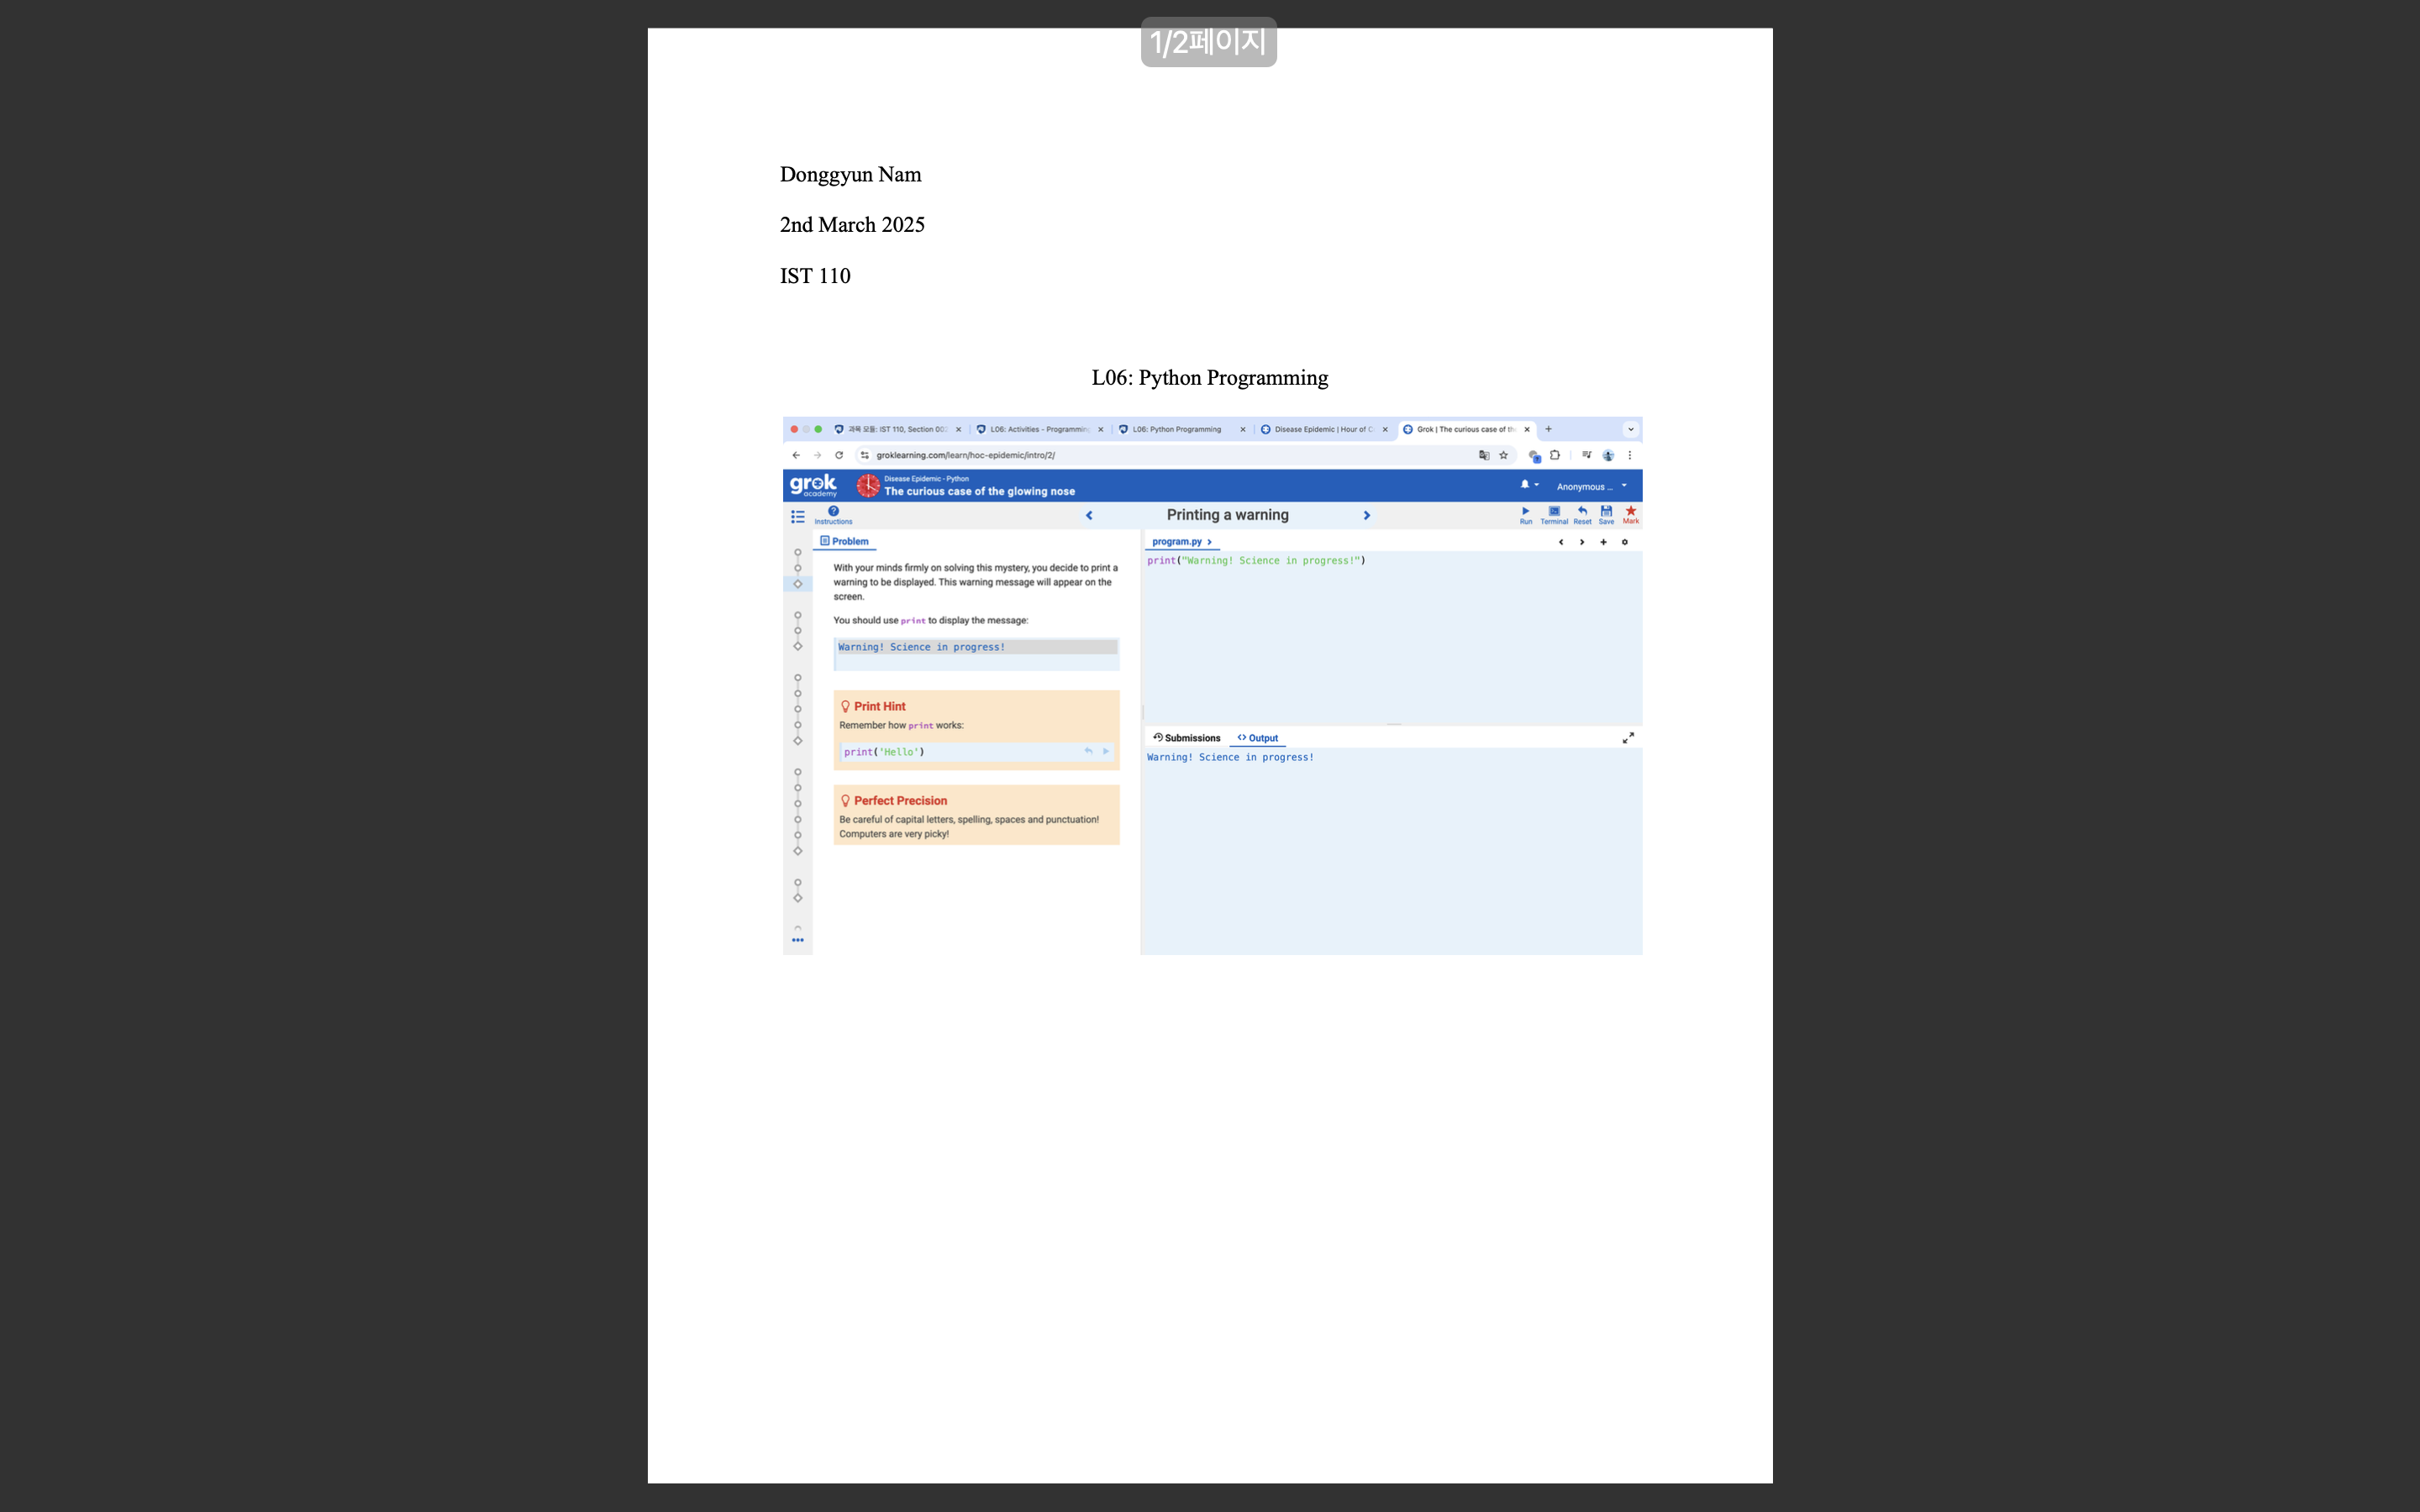 1/2페이지
Donggyun Nam
2nd March 2025
IST 110
L06: Python Programming
과목 모듈: IST 110, Section 00
L06: Activities - Programmin
L06: Python Programming
Disease Epidemic | Hour of C
Grok | The curious case of th
groklearning.com/learn/hoc-epidemic/intro/2/
grok
academy
Disease Epidemic - Python
The curious case of the glowing nose
Anonymous ...
Instructions
Printing a warning
Run
Terminal
Reset
Save
Mark
Problem
With your minds firmly on solving this mystery, you decide to print a
warning to be displayed. This warning message will appear on the
screen.
You should use print to display the message:
Warning! Science in progress!
Print Hint
Remember how print works:
print('Hello')
Perfect Precision
Be careful of capital letters, spelling, spaces and punctuation!
Computers are very picky!
program.py
print("Warning! Science in progress!")
Submissions
Output
Warning! Science in progress!